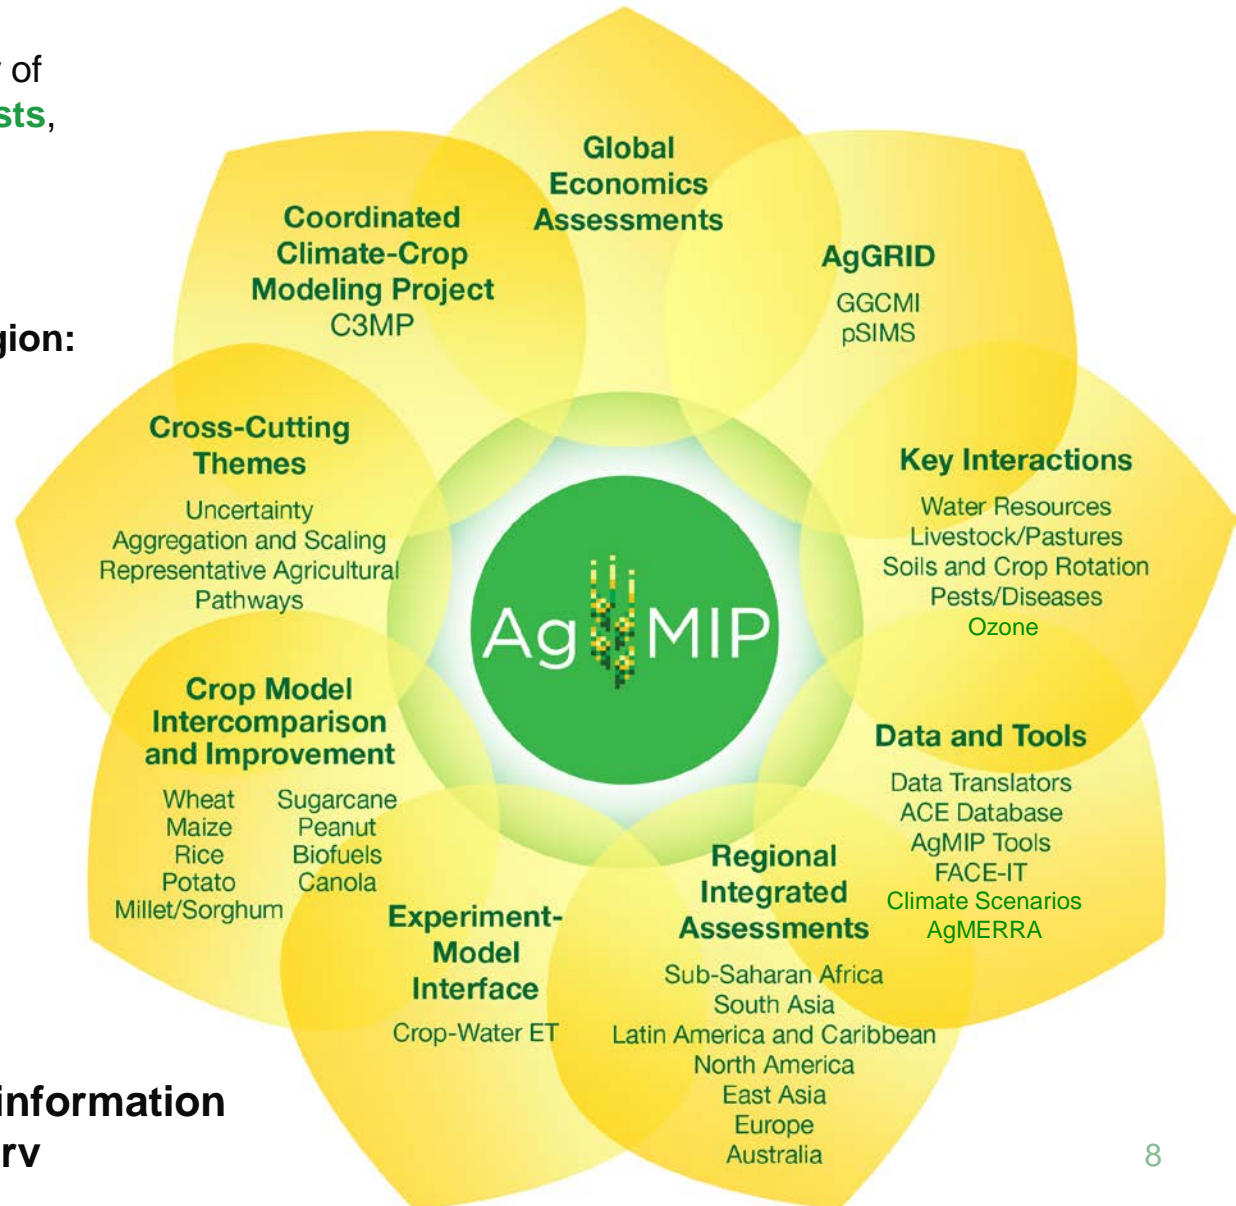 of
sts,
gion:
Global
Economics
Assessments
Coordinated
Climate-Crop
Modeling Project
C3MP
AgGRID
GGCMI
pSIMS
Cross-Cutting
Themes
Uncertainty
Aggregation and Scaling
Representative Agricultural
Pathways
Key Interactions
Water Resources
Livestock/Pastures
Soils and Crop Rotation
Pests/Diseases
Ozone
AgMIP
Crop Model
Intercomparison
and Improvement
Wheat Sugarcane
Maize Peanut
Rice Biofuels
Potato Canola
Millet/Sorghum
Data and Tools
Data Translators
ACE Database
AgMIP Tools
FACE-IT
Climate Scenarios
AgMERRA
Experiment-
Model
Interface
Crop-Water ET
Regional
Integrated
Assessments
Sub-Saharan Africa
South Asia
Latin America and Caribbean
North America
East Asia
Europe
Australia
information
rv
8